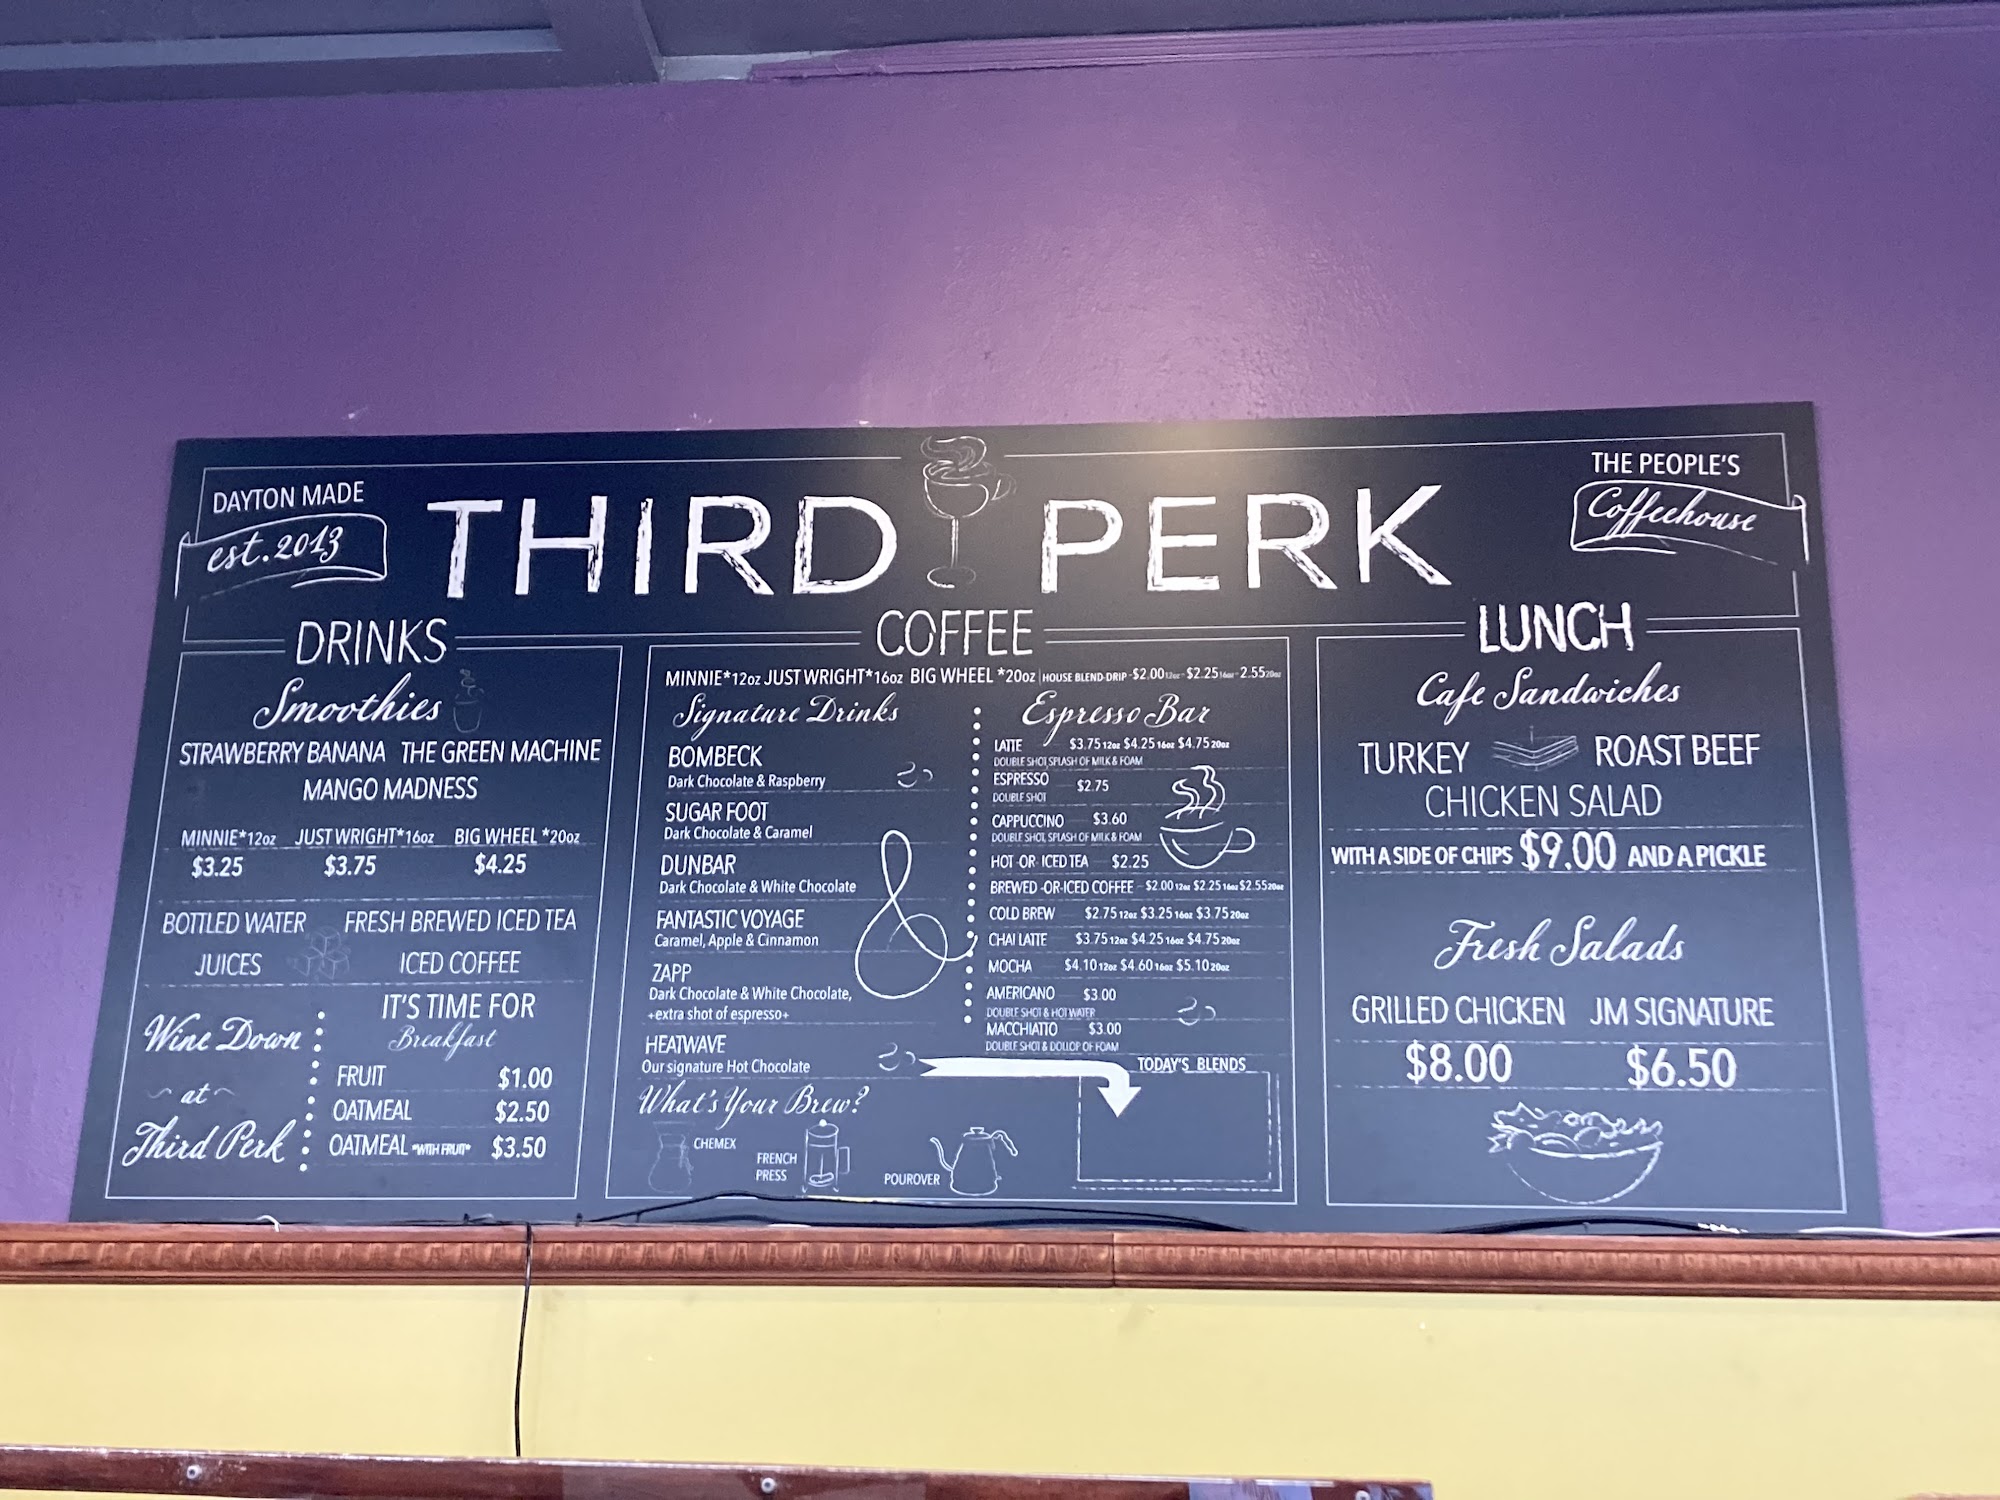 DAYTON MADE
est. 2013
THIRD PERK
THE PEOPLE'S
Coffeehouse
DRINKS
Smoothies
STRAWBERRY BANANA THE GREEN MACHINE
MANGO MADNESS
MINNIE*12oz JUST WRIGHT*16oz BIG WHEEL *20oz
$3.25 $3.75 $4.25
BOTTLED WATER FRESH BREWED ICED TEA
JUICES ICED COFFEE
Wine Down
~at~
Third Perk
IT'S TIME FOR
Breakfast
FRUIT $1.00
OATMEAL $2.50
OATMEAL *WITH FRUIT* $3.50
COFFEE
MINNIE*12oz JUST WRIGHT*16oz BIG WHEEL *20oz | HOUSE BLEND DRIP -$2.00 12oz- $2.25 16oz- 2.55 20oz
Signature Drinks
BOMBECK
Dark Chocolate & Raspberry
SUGAR FOOT
Dark Chocolate & Caramel
DUNBAR
Dark Chocolate & White Chocolate
FANTASTIC VOYAGE
Caramel, Apple & Cinnamon
ZAPP
Dark Chocolate & White Chocolate,
+extra shot of espresso+
HEATWAVE
Our signature Hot Chocolate
&
What's Your Brew?
CHEMEX
FRENCH
PRESS
POUROVER
Espresso Bar
LATTE $3.75 12oz $4.25 16oz $4.75 20oz
DOUBLE SHOT, SPLASH OF MILK & FOAM
ESPRESSO $2.75
DOUBLE SHOT
CAPPUCCINO $3.60
DOUBLE SHOT, SPLASH OF MILK & FOAM
HOT -OR- ICED TEA $2.25
BREWED -OR- ICED COFFEE - $2.00 12oz $2.25 16oz $2.55 20oz
COLD BREW $2.75 12oz $3.25 16oz $3.75 20oz
CHAI LATTE $3.75 12oz $4.25 16oz $4.75 20oz
MOCHA $4.10 12oz $4.60 16oz $5.10 20oz
AMERICANO $3.00
DOUBLE SHOT & HOT WATER
MACCHIATTO $3.00
DOUBLE SHOT & DOLLOP OF FOAM
TODAY'S BLENDS
LUNCH
Cafe Sandwiches
TURKEY ROAST BEEF
CHICKEN SALAD
WITH A SIDE OF CHIPS $9.00 AND A PICKLE
Fresh Salads
GRILLED CHICKEN JM SIGNATURE
$8.00 $6.50